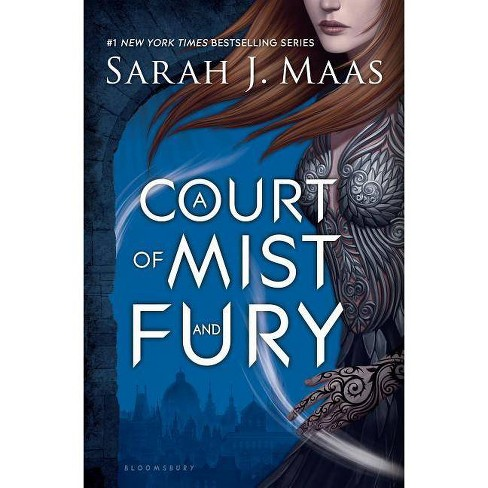 #1 NEW YORK TIMES BESTSELLING SERIES
SARAH J. MAAS
A
COURT
OF MIST
AND
FURY
BLOOMSBURY